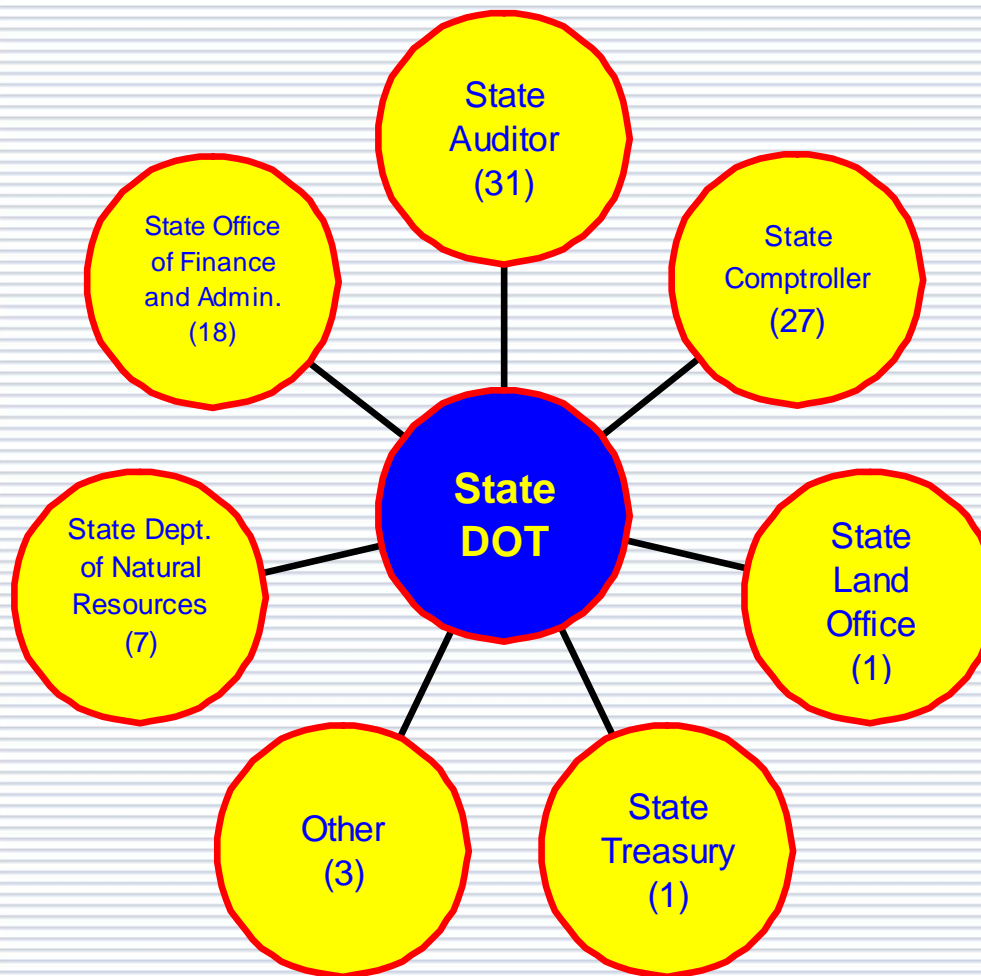 State
Auditor
(31)
State Office
of Finance
and Admin.
(18)
State
Comptroller
(27)
State
DOT
State Dept.
of Natural
Resources
(7)
State
Land
Office
(1)
Other
(3)
State
Treasury
(1)